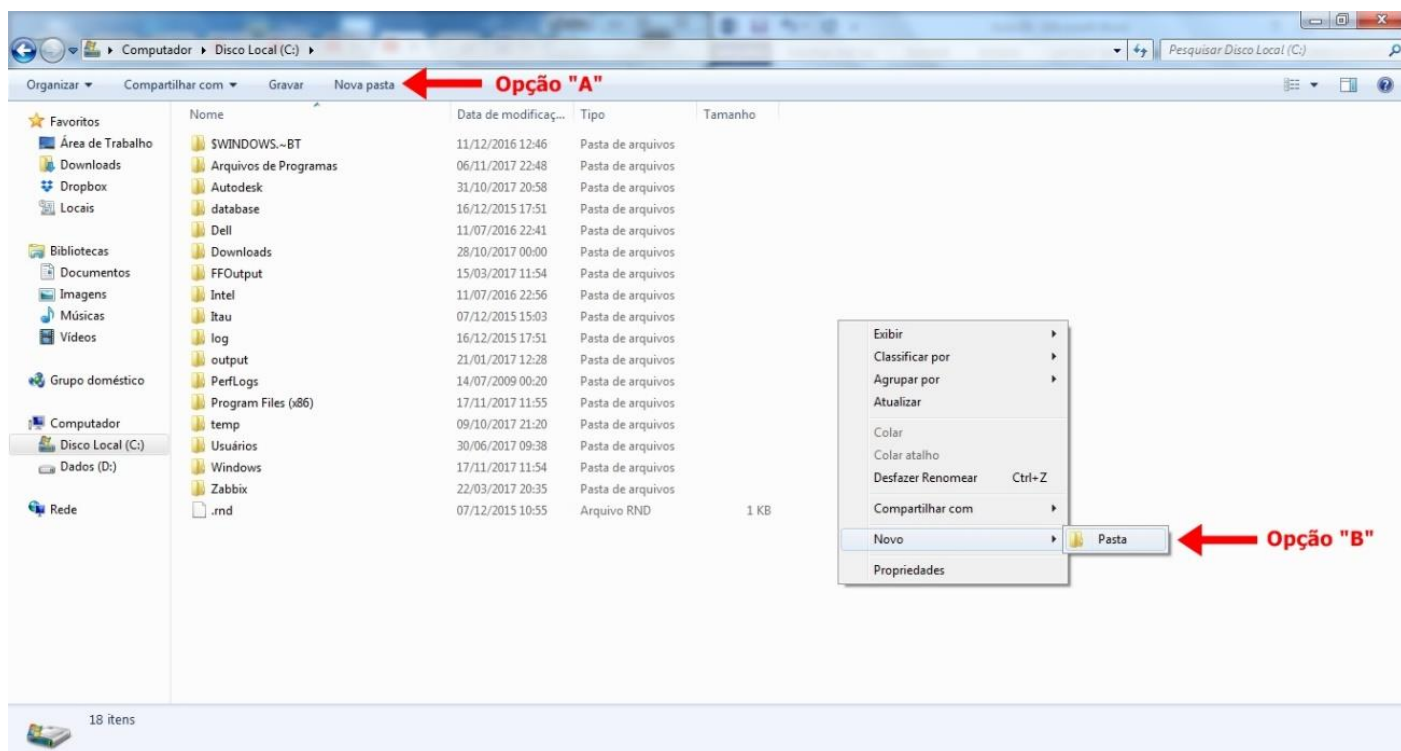 Computador Disco Local (C:)
Pesquisar Disco Local (C:)
Organizar Compartilhar com Gravar Nova pasta Opção "A"
Favoritos
Área de Trabalho
Downloads
Dropbox
Locais
Bibliotecas
Documentos
Imagens
Músicas
Vídeos
Grupo doméstico
Computador
Disco Local (C:)
Dados (D:)
Rede
Nome Data de modificaç... Tipo Tamanho
$WINDOWS.~BT 11/12/2016 12:46 Pasta de arquivos
Arquivos de Programas 06/11/2017 22:48 Pasta de arquivos
Autodesk 31/10/2017 20:58 Pasta de arquivos
database 16/12/2015 17:51 Pasta de arquivos
Dell 11/07/2016 22:41 Pasta de arquivos
Downloads 28/10/2017 00:00 Pasta de arquivos
FFOutput 15/03/2017 11:54 Pasta de arquivos
Intel 11/07/2016 22:56 Pasta de arquivos
Itau 07/12/2015 15:03 Pasta de arquivos
log 16/12/2015 17:51 Pasta de arquivos
output 21/01/2017 12:28 Pasta de arquivos
PerfLogs 14/07/2009 00:20 Pasta de arquivos
Program Files (x86) 17/11/2017 11:55 Pasta de arquivos
temp 09/10/2017 21:20 Pasta de arquivos
Usuários 30/06/2017 09:38 Pasta de arquivos
Windows 17/11/2017 11:54 Pasta de arquivos
Zabbix 22/03/2017 20:35 Pasta de arquivos
.rnd 07/12/2015 10:55 Arquivo RND 1 KB
Exibir
Classificar por
Agrupar por
Atualizar
Colar
Colar atalho
Desfazer Renomear Ctrl+Z
Compartilhar com
Novo
Pasta Opção "B"
Propriedades
18 itens